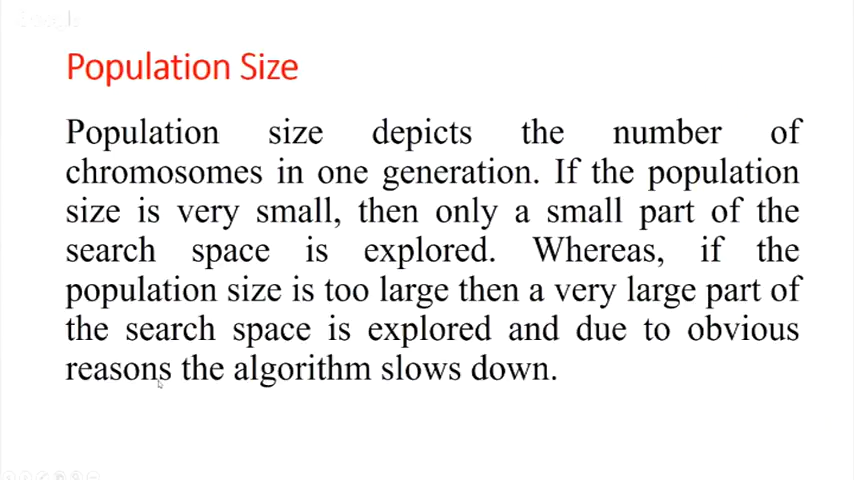 Population Size
Population size depicts the number of
chromosomes in one generation. If the population
size is very small, then only a small part of the
search space is explored. Whereas, if the
population size is too large then a very large part of
the search space is explored and due to obvious
reasons the algorithm slows down.